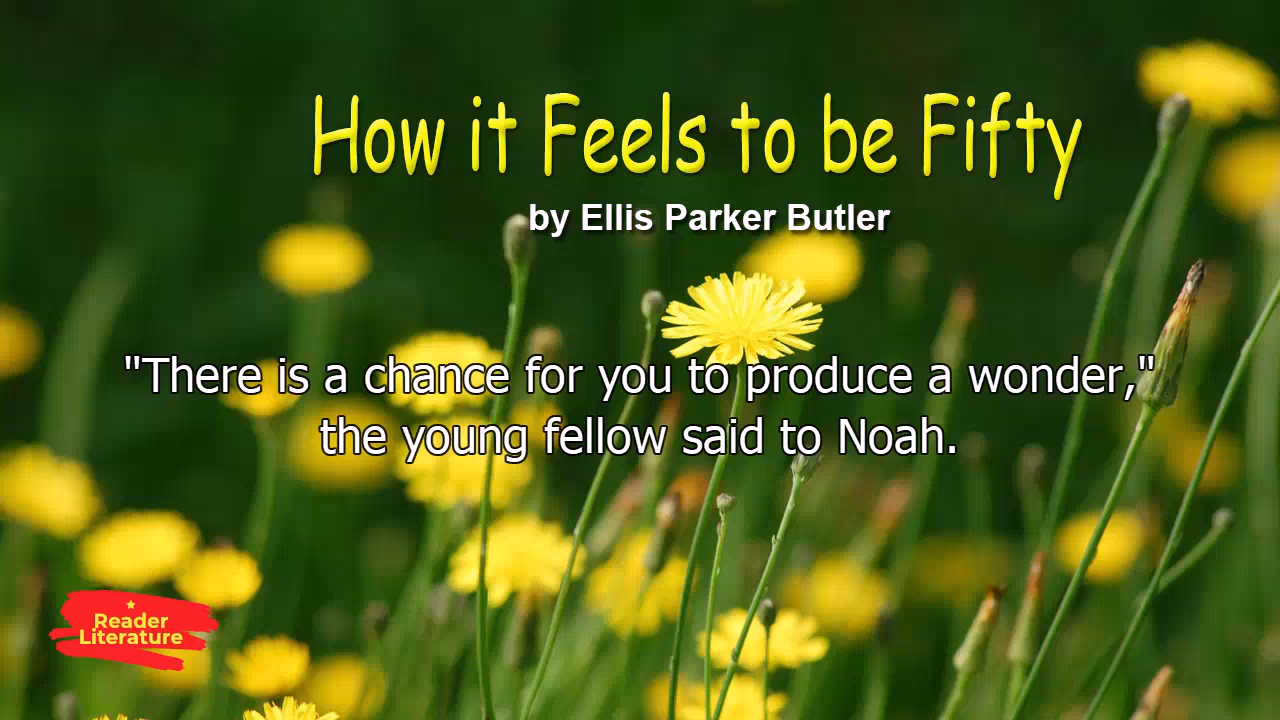 How it Feels to be Fifty
by Ellis Parker Butler
"There is a chance for you to produce a wonder,"
the young fellow said to Noah.
Reader
Literature